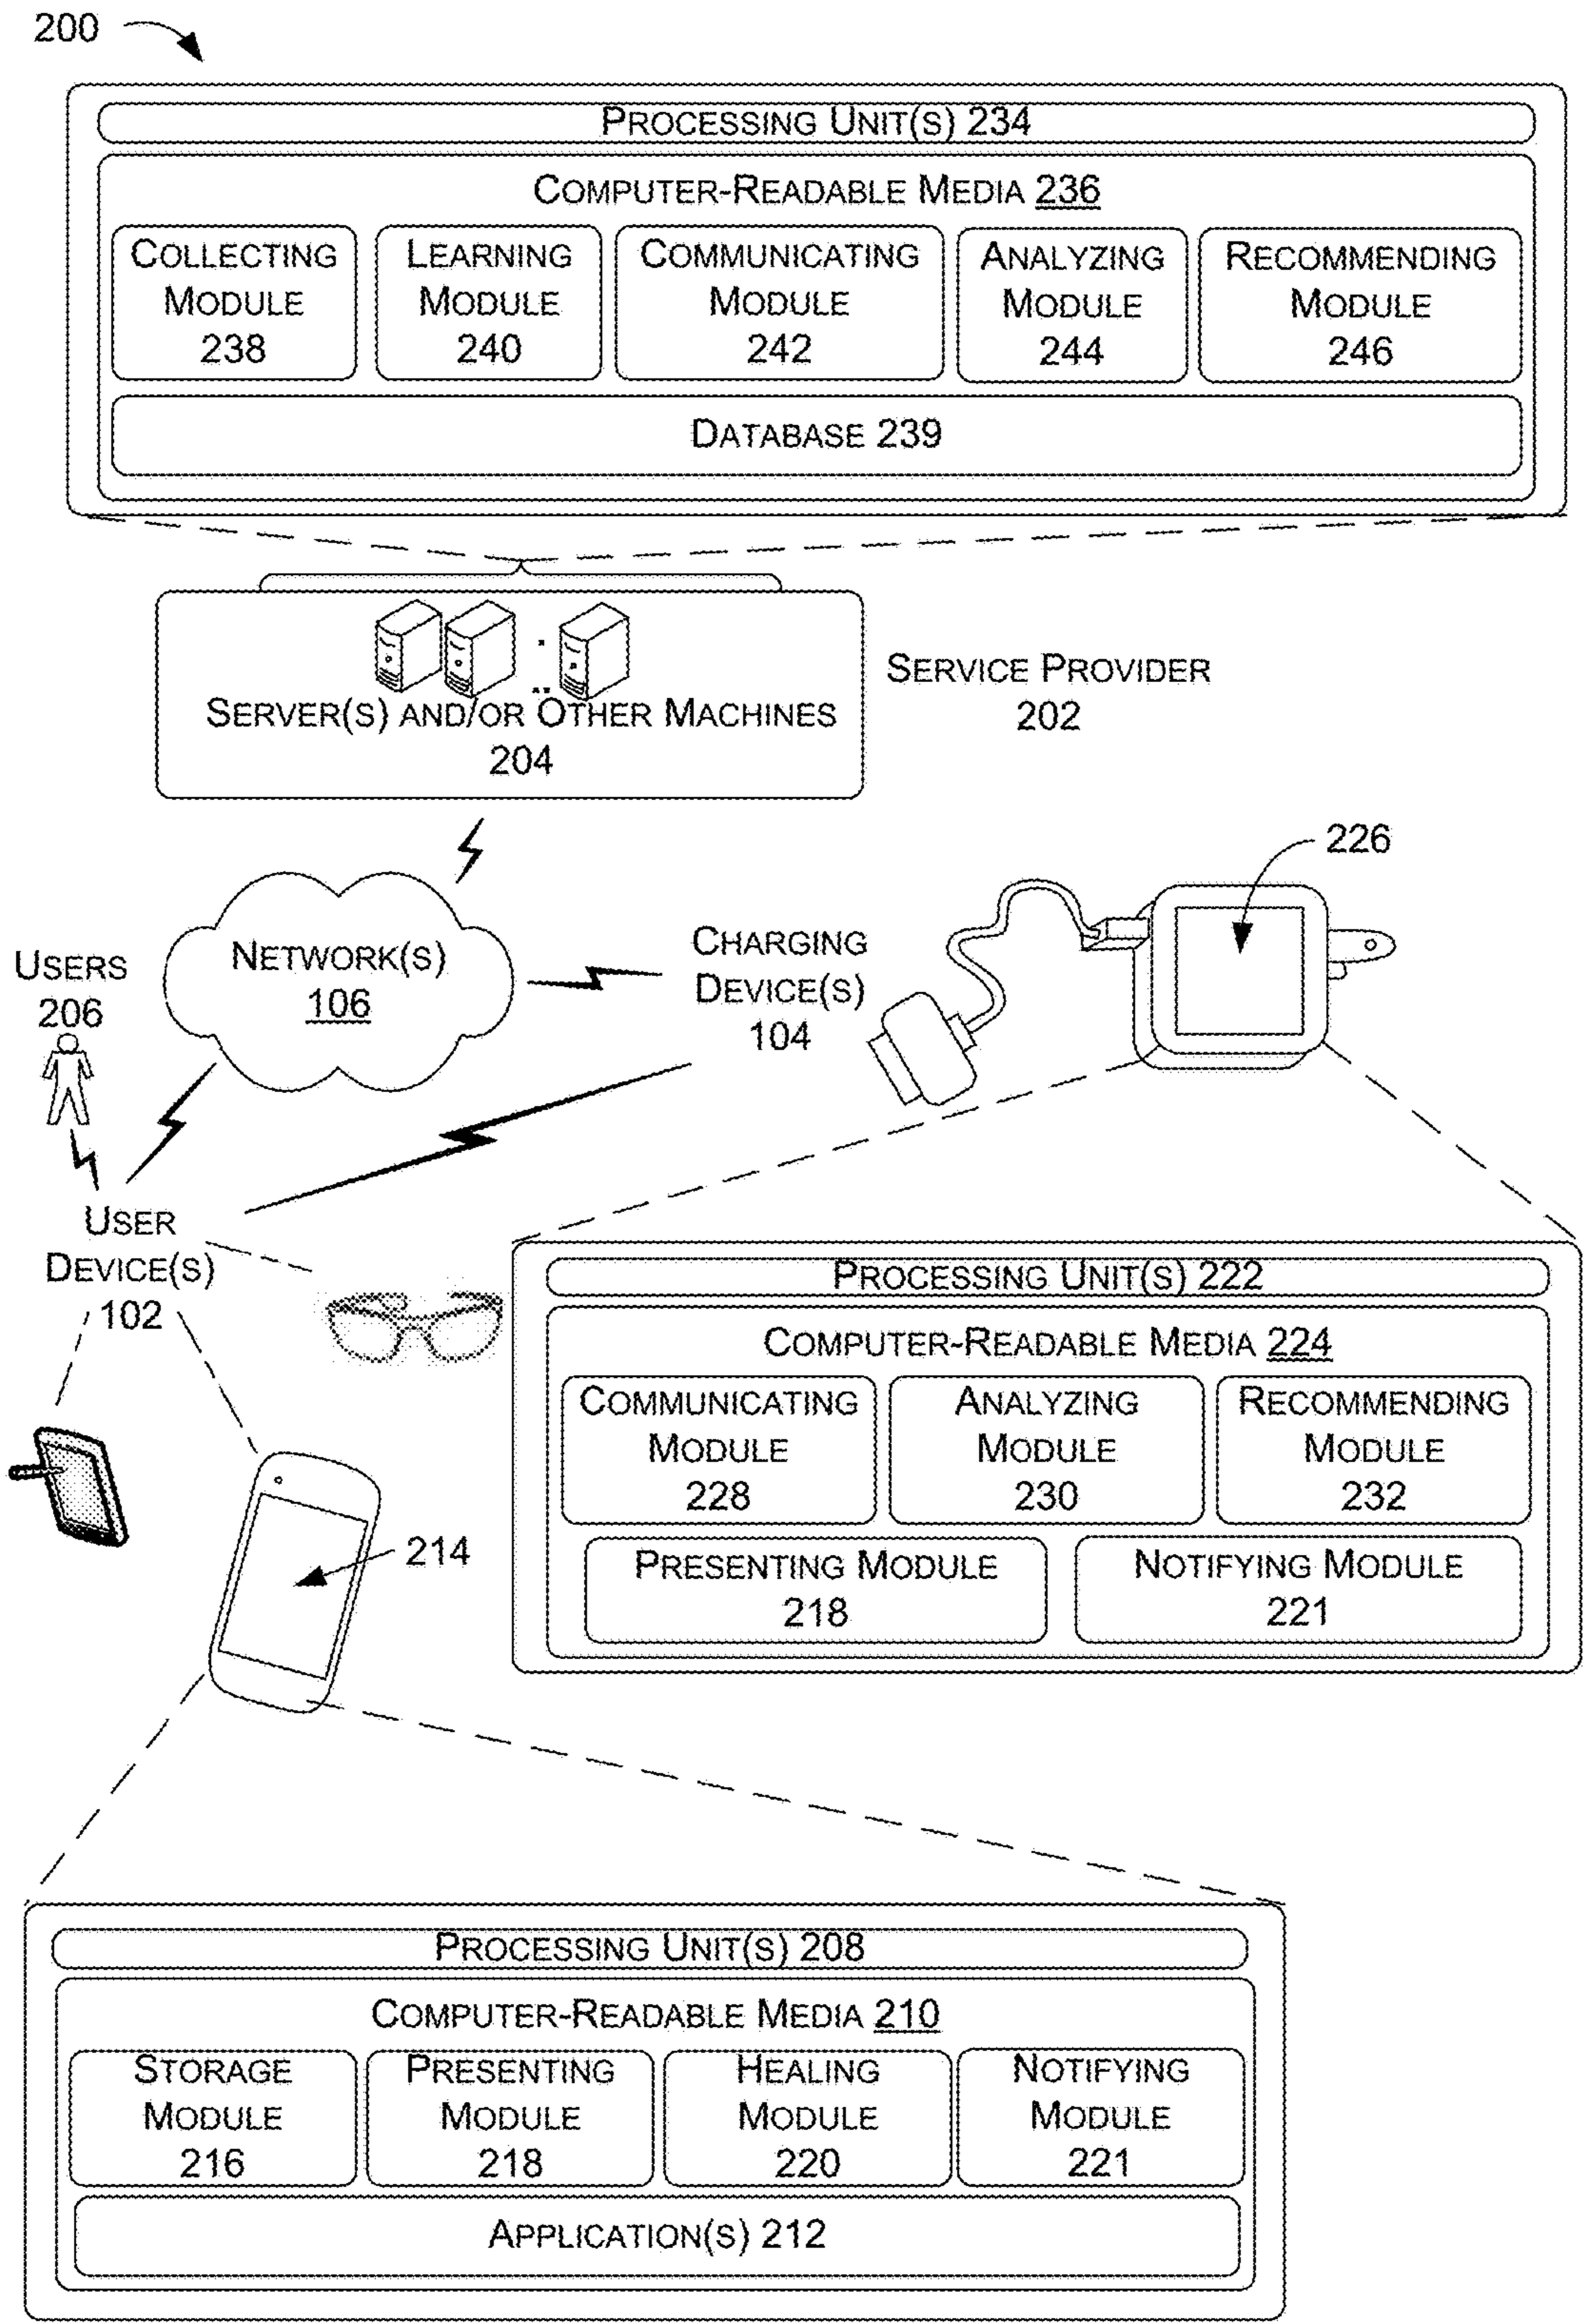 200
PROCESSING UNIT(S) 234
COMPUTER-READABLE MEDIA 236
COLLECTING
MODULE
238
LEARNING
MODULE
240
COMMUNICATING
MODULE
242
ANALYZING
MODULE
244
RECOMMENDING
MODULE
246
DATABASE 239
SERVER(S) AND/OR OTHER MACHINES
204
SERVICE PROVIDER
202
226
NETWORK(S)
106
CHARGING
DEVICE(S)
104
USERS
206
USER
DEVICE(S)
102
PROCESSING UNIT(S) 222
COMPUTER-READABLE MEDIA 224
COMMUNICATING
MODULE
228
ANALYZING
MODULE
230
RECOMMENDING
MODULE
232
PRESENTING MODULE
218
NOTIFYING MODULE
221
214
PROCESSING UNIT(S) 208
COMPUTER-READABLE MEDIA 210
STORAGE
MODULE
216
PRESENTING
MODULE
218
HEALING
MODULE
220
NOTIFYING
MODULE
221
APPLICATION(S) 212